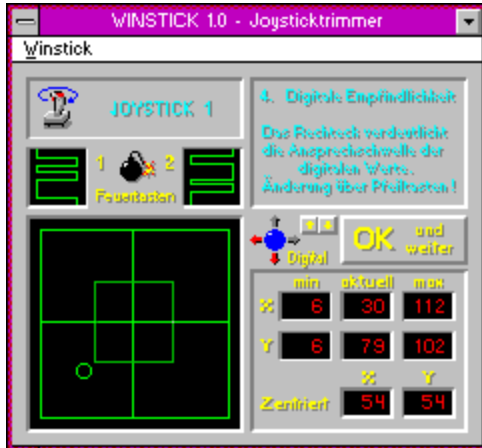 WINSTICK 1.0 - Joysticktrimmer
Winstick
JOYSTICK 1
1 2
Feuertasten
4. Digitale Empfindlichkeit
Das Rechteck verdeutlicht
die Ansprechschwelle der
digitalen Werte.
Änderung über Pfeiltasten !
Digital
OK und weiter
min aktuell max
X 6 30 112
Y 6 79 102
X Y
Zentriert 54 54